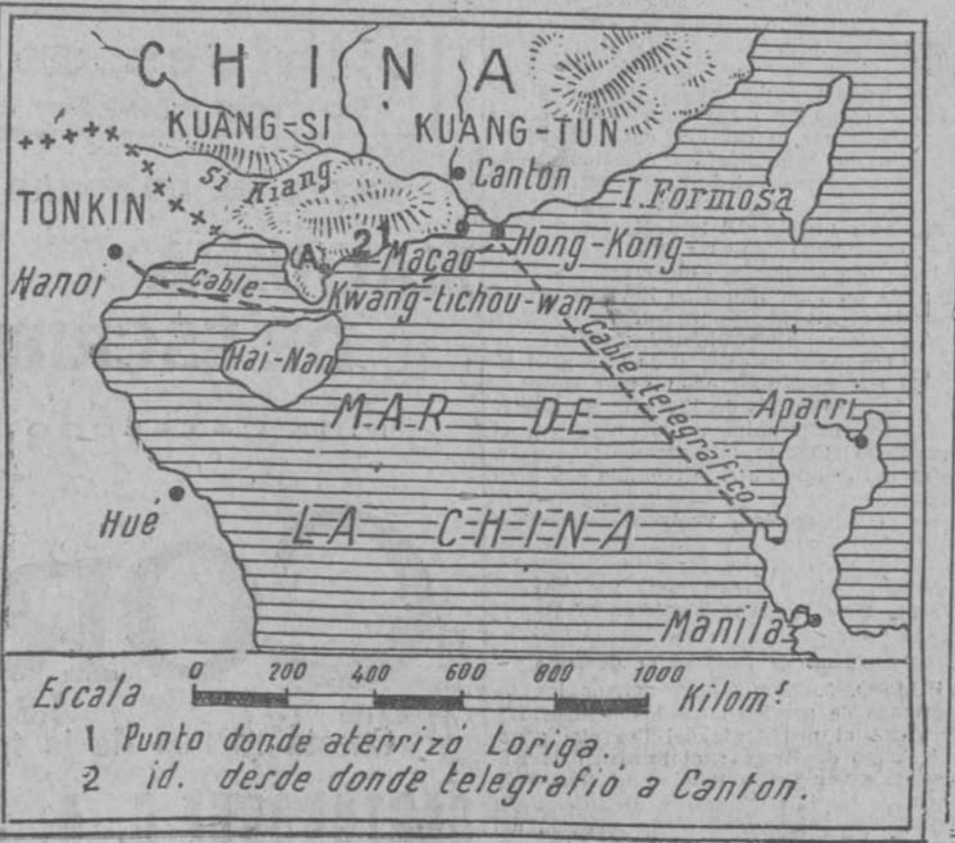 CHINA
KUANG-SI
KUANG-TUN
Si Kiang
Canton
I. Formosa
TONKIN
(A)
2
1
Macao
Hong-Kong
Hanoi
Cable
Kwang-tichou-wan
Hai-Nan
Cable telegráfico
MAR DE
Aparri
Hué
LA CHINA
Manila
Escala
0 200 400 600 800 1000
Kilomˢ.
1 Punto donde aterrizó Loriga.
2 id. desde donde telegrafió a Canton.